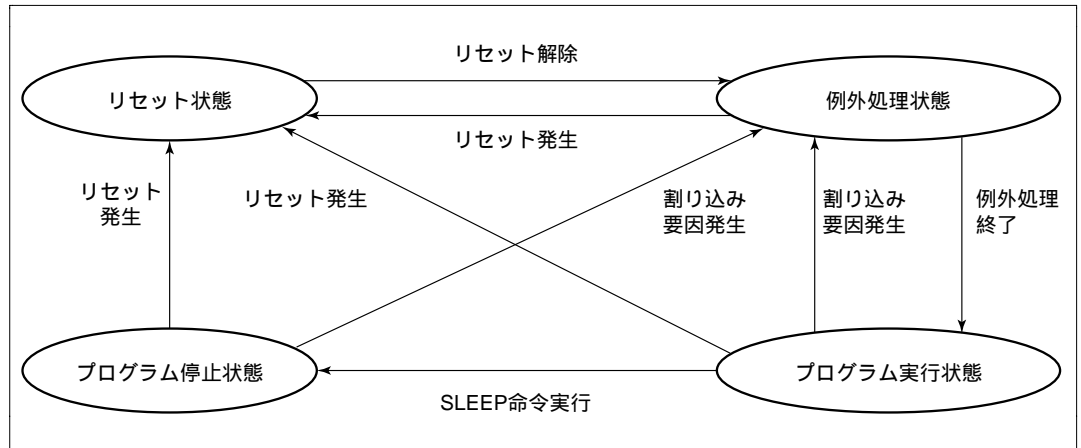 リセット解除
リセット状態
例外処理状態
リセット発生
リセット
発生
リセット発生
割り込み
要因発生
割り込み
要因発生
例外処理
終了
プログラム停止状態
プログラム実行状態
SLEEP命令実行